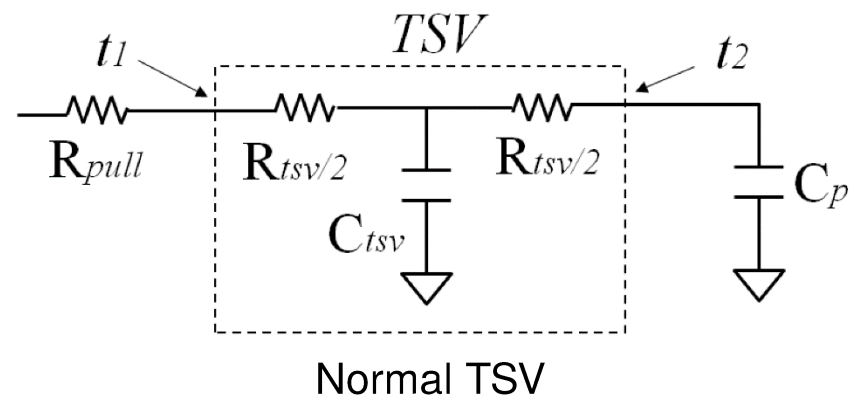 TSV
t1
t2
Rpull
Rtsv/2
Rtsv/2
Cp
Ctsv
Normal TSV